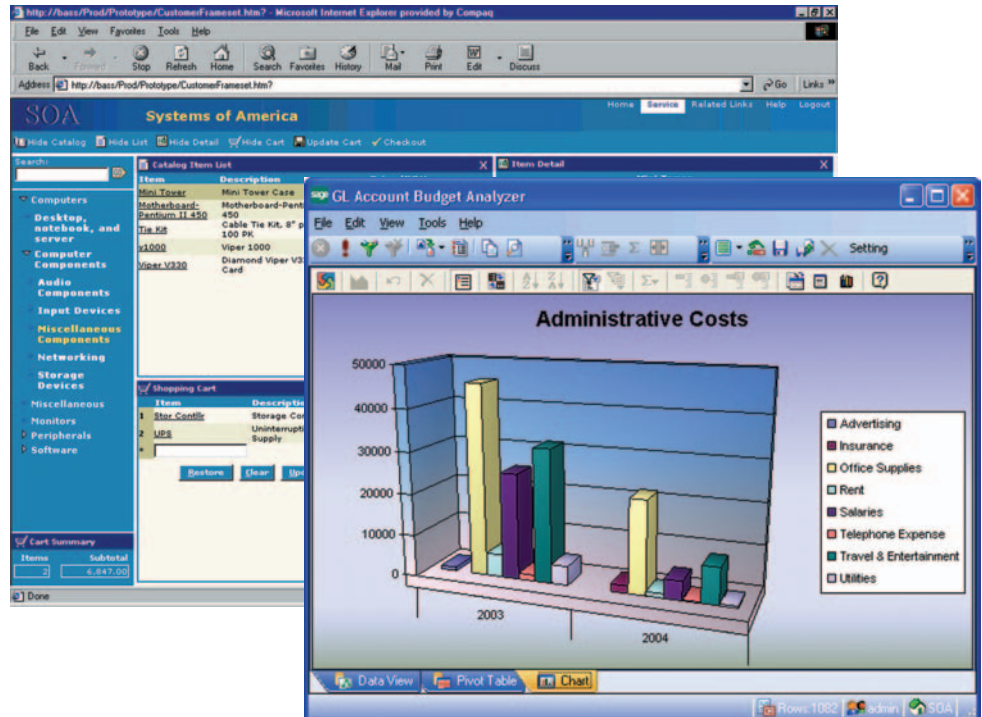 http://bass/Prod/Prototype/CustomerFrameset.htm? - Microsoft Internet Explorer provided by Compaq
File Edit View Favorites Tools Help
Back Forward Stop Refresh Home Search Favorites History Mail Print Edit Discuss
Address http://bass/Prod/Prototype/CustomerFrameset.htm? Go Links »
SOA Systems of America Home Service Related Links Help Logout
Hide Catalog Hide List Hide Detail Hide Cart Update Cart Checkout
Search:
Computers
Desktop,
notebook, and
server
Computer
Components
Audio
Components
Input Devices
Miscellaneous
Components
Networking
Storage
Devices
Miscellaneous
Monitors
Peripherals
Software
Cart Summary
Items Subtotal
2 6,847.00
Done
Catalog Item List X
Item Description
Mini Tower Mini Tower Case
Motherboard- Motherboard-Penti
Pentium II 450 450
Tie Kit Cable Tie Kit, 8" p
100 PK
v1000 Viper 1000
Viper V330 Diamond Viper V33
Card
Item Detail X
Shopping Cart
Item Description
1 Stor Contllr Storage Con
2 UPS Uninterrupti
Supply
*
Restore Clear Upd
sage GL Account Budget Analyzer
File Edit View Tools Help
Setting
Administrative Costs
50000
40000
30000
20000
10000
0
2003
2004
Advertising
Insurance
Office Supplies
Rent
Salaries
Telephone Expense
Travel & Entertainment
Utilities
Data View Pivot Table Chart
Rows: 1082 admin SOA